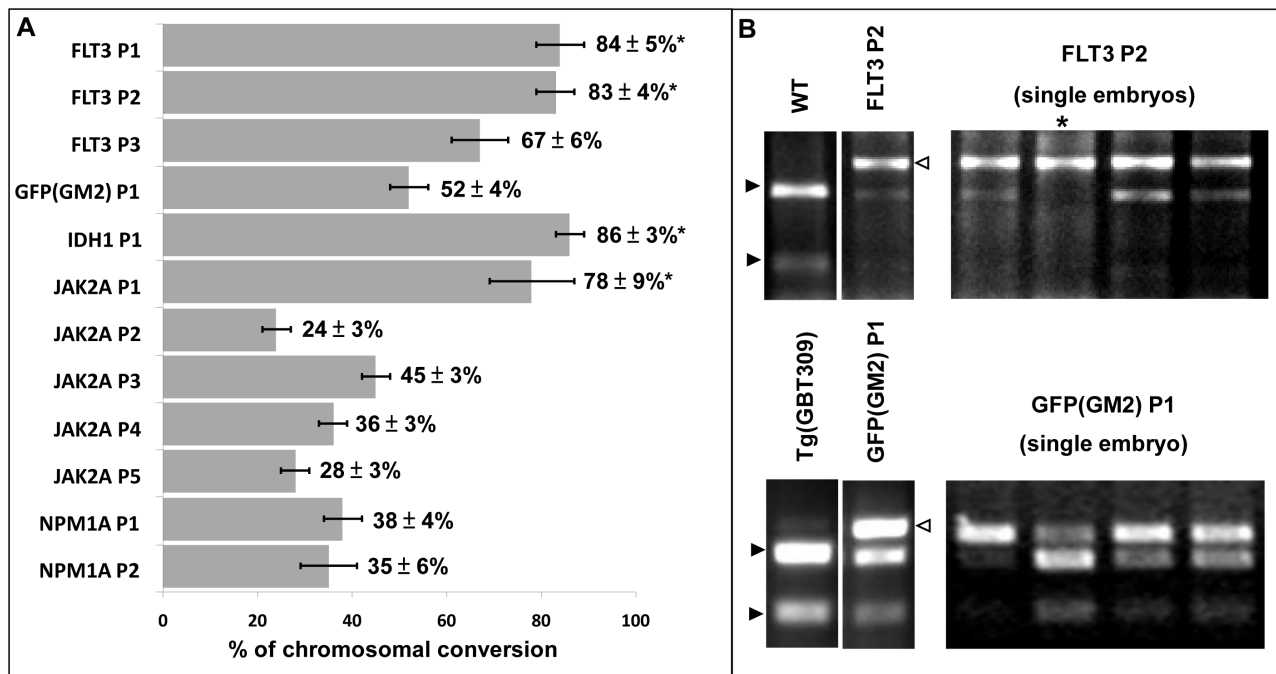 A
FLT3 P1
84 ± 5%*
FLT3 P2
83 ± 4%*
FLT3 P3
67 ± 6%
GFP(GM2) P1
52 ± 4%
IDH1 P1
86 ± 3%*
JAK2A P1
78 ± 9%*
JAK2A P2
24 ± 3%
JAK2A P3
45 ± 3%
JAK2A P4
36 ± 3%
JAK2A P5
28 ± 3%
NPM1A P1
38 ± 4%
NPM1A P2
35 ± 6%
0 20 40 60 80 100
% of chromosomal conversion
B
WT
FLT3 P2
FLT3 P2
(single embryos)
*
Tg(GBT309)
GFP(GM2) P1
GFP(GM2) P1
(single embryo)